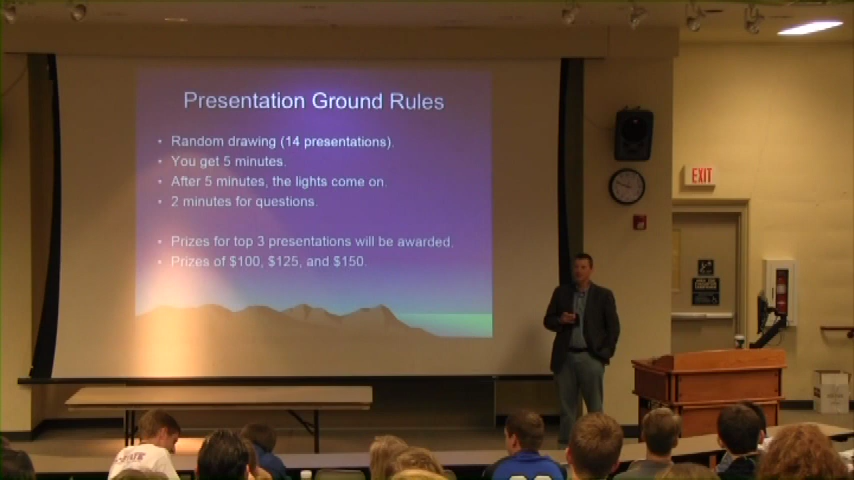 Presentation Ground Rules
• Random drawing (14 presentations).
• You get 5 minutes.
• After 5 minutes, the lights come on.
• 2 minutes for questions.
• Prizes for top 3 presentations will be awarded.
• Prizes of $100, $125, and $150.
EXIT